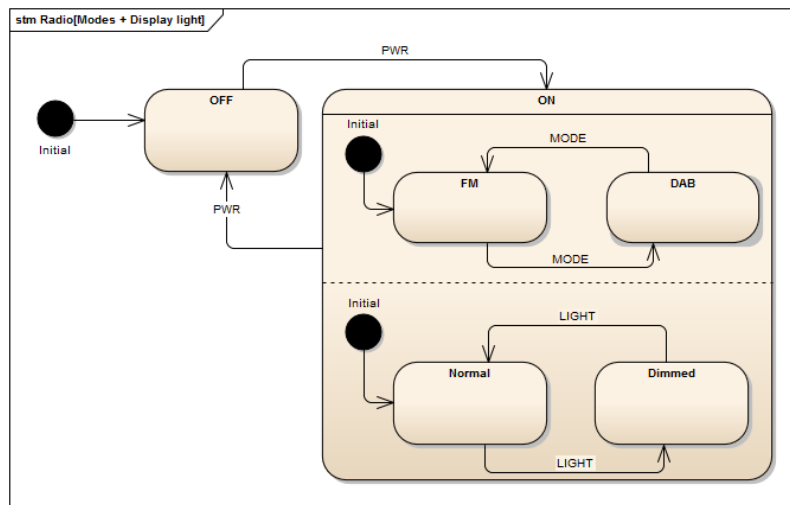 stm Radio[Modes + Display light]
PWR
OFF
ON
Initial
Initial
MODE
FM
DAB
PWR
MODE
Initial
LIGHT
Normal
Dimmed
LIGHT